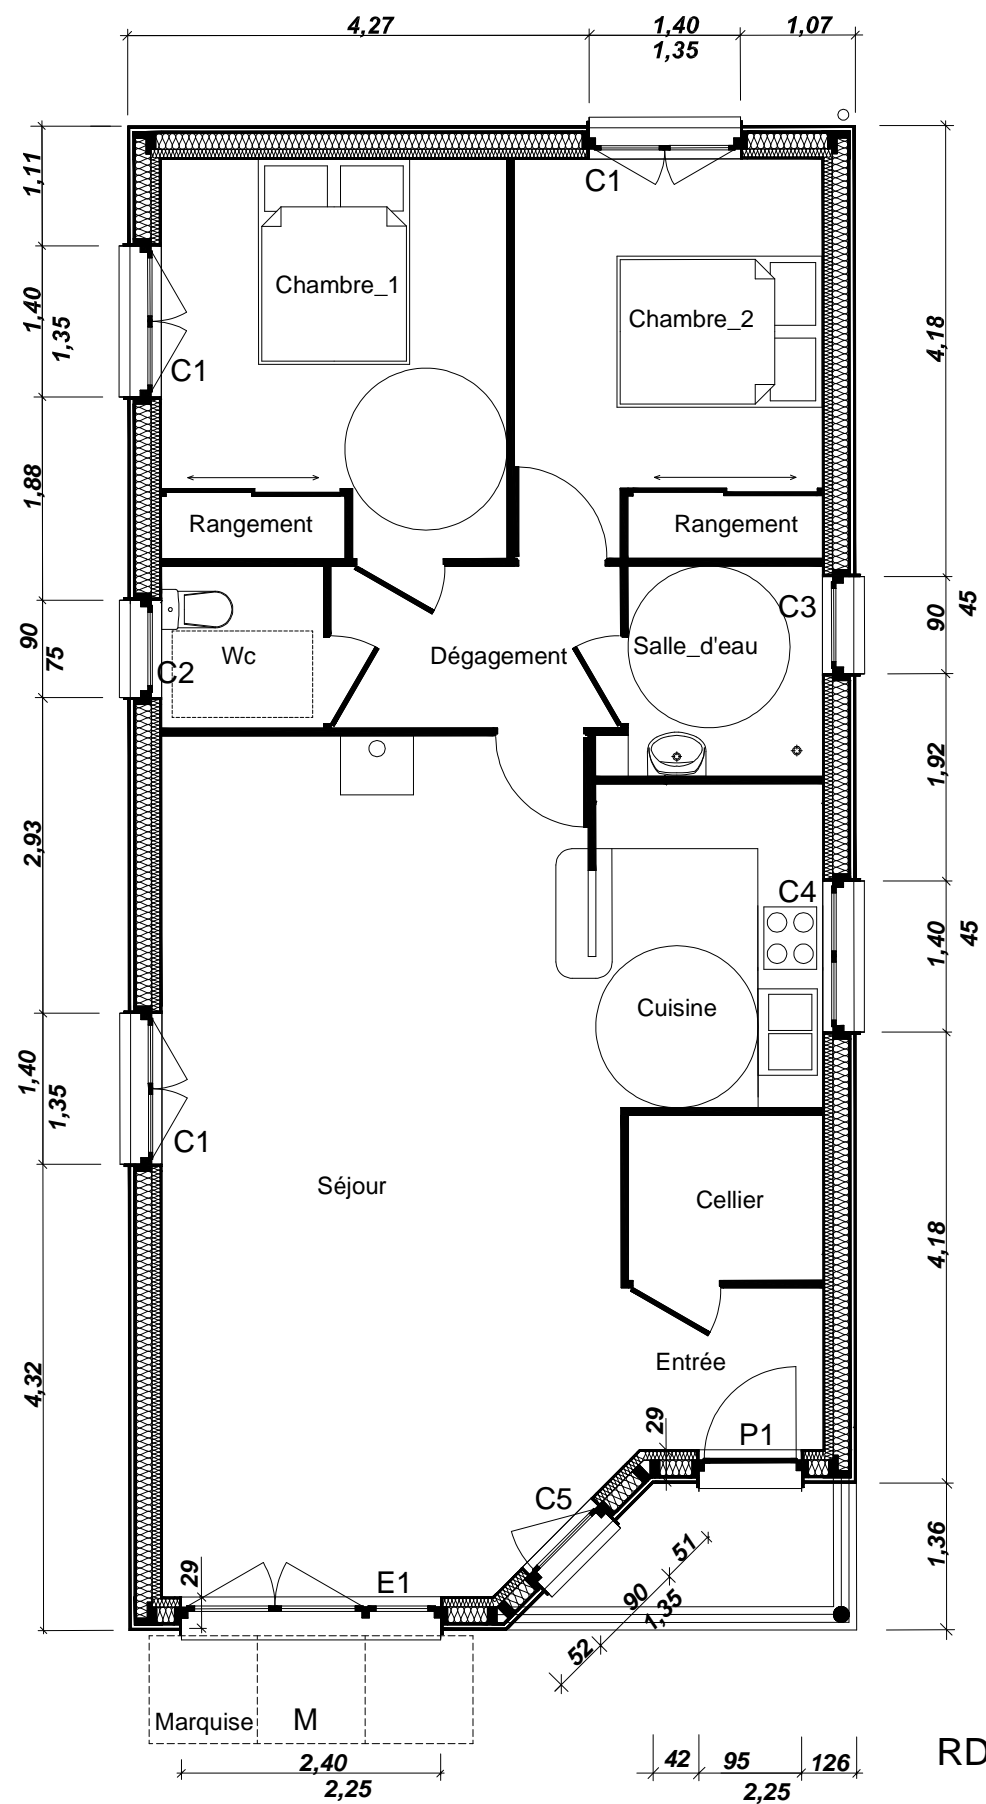 4,27
1,40
1,07
1,35
C1
1,11
1,40
1,35
C1
1,88
Chambre_1
Chambre_2
4,18
Rangement
Rangement
90
75
C2
Wc
Dégagement
Salle_d'eau
C3
90
45
1,92
2,93
C4
1,40
45
Cuisine
1,40
1,35
C1
Séjour
Cellier
4,18
4,32
Entrée
29
P1
C5
29
E1
51
90
1,35
52
1,36
Marquise
M
2,40
2,25
42
95
126
2,25
RD